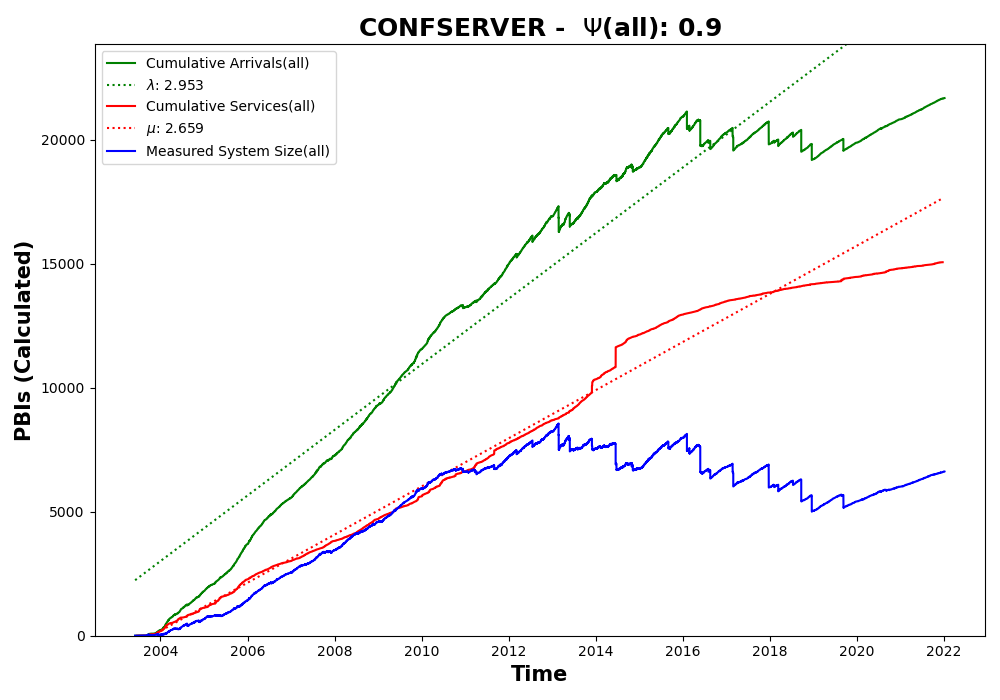 CONFSERVER -  Ψ(all): 0.9
Cumulative Arrivals(all)
λ: 2.953
Cumulative Services(all)
μ: 2.659
Measured System Size(all)
PBIs (Calculated)
20000
15000
10000
5000
0
2004 2006 2008 2010 2012 2014 2016 2018 2020 2022
Time